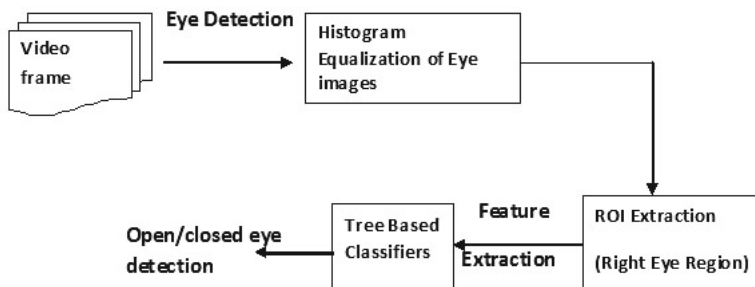 Eye Detection
Video
frame
Histogram
Equalization of Eye
images
ROI Extraction
(Right Eye Region)
Feature
Extraction
Tree Based
Classifiers
Open/closed eye
detection